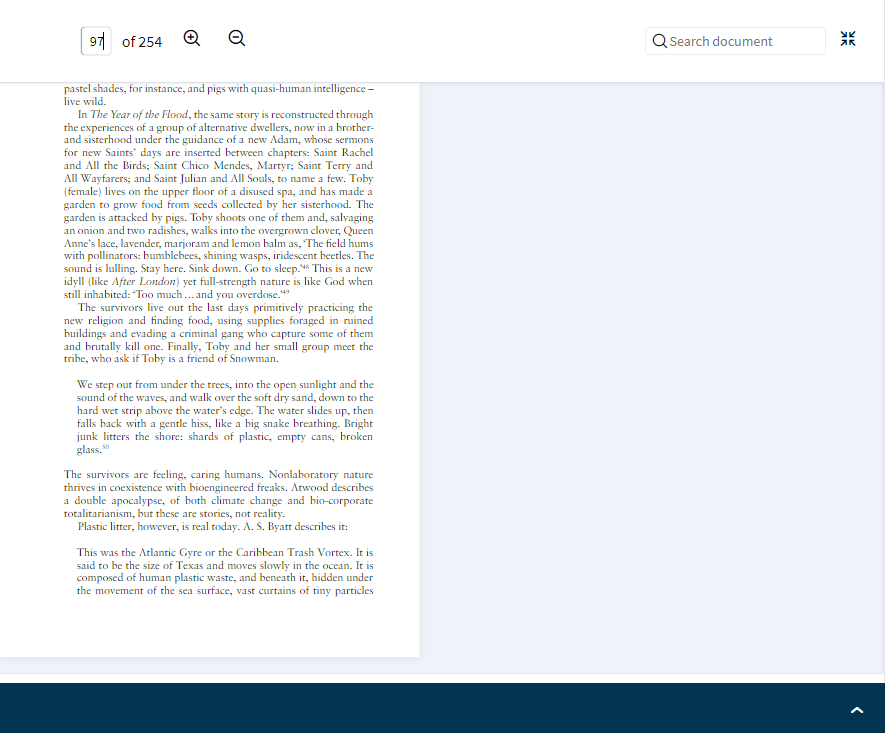 97 of 254 Search document
pastel shades, for instance, and pigs with quasi-human intelligence –
live wild.
In The Year of the Flood, the same story is reconstructed through
the experiences of a group of alternative dwellers, now in a brother-
and sisterhood under the guidance of a new Adam, whose sermons
for new Saints’ days are inserted between chapters: Saint Rachel
and All the Birds; Saint Chico Mendes, Martyr; Saint Terry and
All Wayfarers; and Saint Julian and All Souls, to name a few. Toby
(female) lives on the upper floor of a disused spa, and has made a
garden to grow food from seeds collected by her sisterhood. The
garden is attacked by pigs. Toby shoots one of them and, salvaging
an onion and two radishes, walks into the overgrown clover, Queen
Anne’s lace, lavender, marjoram and lemon balm as, ‘The field hums
with pollinators: bumblebees, shining wasps, iridescent beetles. The
sound is lulling. Stay here. Sink down. Go to sleep.’48 This is a new
idyll (like After London) yet full-strength nature is like God when
still inhabited: ‘Too much … and you overdose.’49
The survivors live out the last days primitively practicing the
new religion and finding food, using supplies foraged in ruined
buildings and evading a criminal gang who capture some of them
and brutally kill one. Finally, Toby and her small group meet the
tribe, who ask if Toby is a friend of Snowman.
We step out from under the trees, into the open sunlight and the
sound of the waves, and walk over the soft dry sand, down to the
hard wet strip above the water’s edge. The water slides up, then
falls back with a gentle hiss, like a big snake breathing. Bright
junk litters the shore: shards of plastic, empty cans, broken
glass.50
The survivors are feeling, caring humans. Nonlaboratory nature
thrives in coexistence with bioengineered freaks. Atwood describes
a double apocalypse, of both climate change and bio-corporate
totalitarianism, but these are stories, not reality.
Plastic litter, however, is real today. A. S. Byatt describes it:
This was the Atlantic Gyre or the Caribbean Trash Vortex. It is
said to be the size of Texas and moves slowly in the ocean. It is
composed of human plastic waste, and beneath it, hidden under
the movement of the sea surface, vast curtains of tiny particles